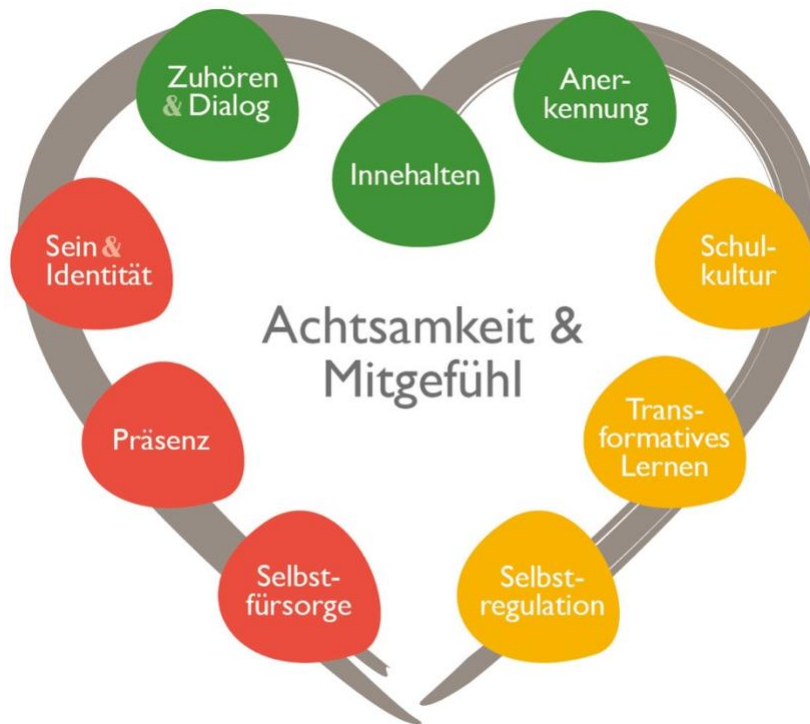 Zuhören
& Dialog
Aner-
kennung
Innehalten
Sein &
Identität
Schul-
kultur
Achtsamkeit &
Mitgefühl
Präsenz
Trans-
formatives
Lernen
Selbst-
fürsorge
Selbst-
regulation